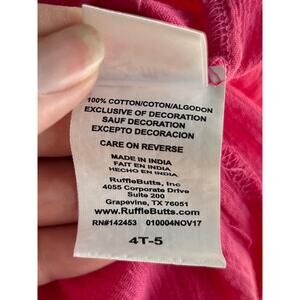 100% COTTON/COTON/ALGODON
EXCLUSIVE OF DECORATION
SAUF DECORATION
EXCEPTO DECORACION
CARE ON REVERSE
MADE IN INDIA
FAIT EN INDIA
HECHO EN INDIA
RuffleButts, Inc
4055 Corporate Drive
Suite 200
Grapevine, TX 76051
www.RuffleButts.com
RN#142453 010004NOV17
4T-5